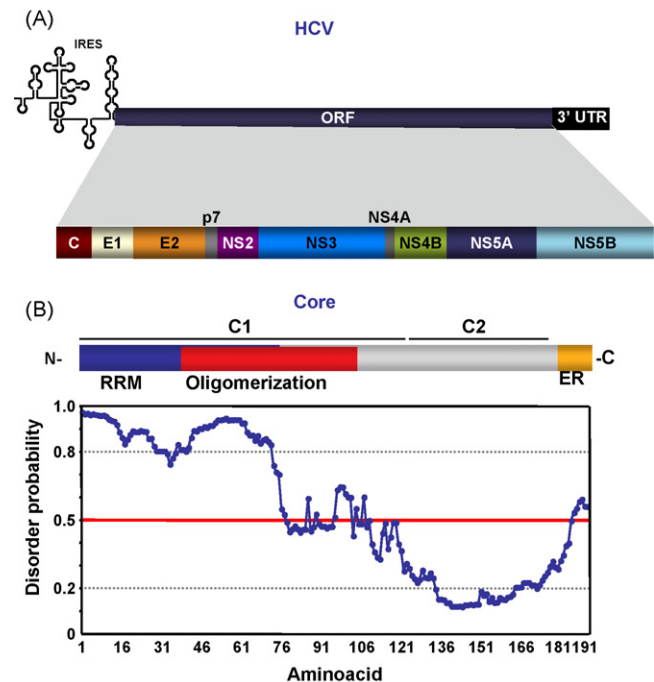 (A)
HCV
IRES
ORF
3’ UTR
p7
NS4A
C
E1
E2
NS2
NS3
NS4B
NS5A
NS5B
(B)
Core
C1
C2
N-
-C
RRM
Oligomerization
ER
Disorder probability
1.0
0.8
0.5
0.2
0
1 16 31 46 61 76 91 106 121 136 151 166 181 191
Aminoacid